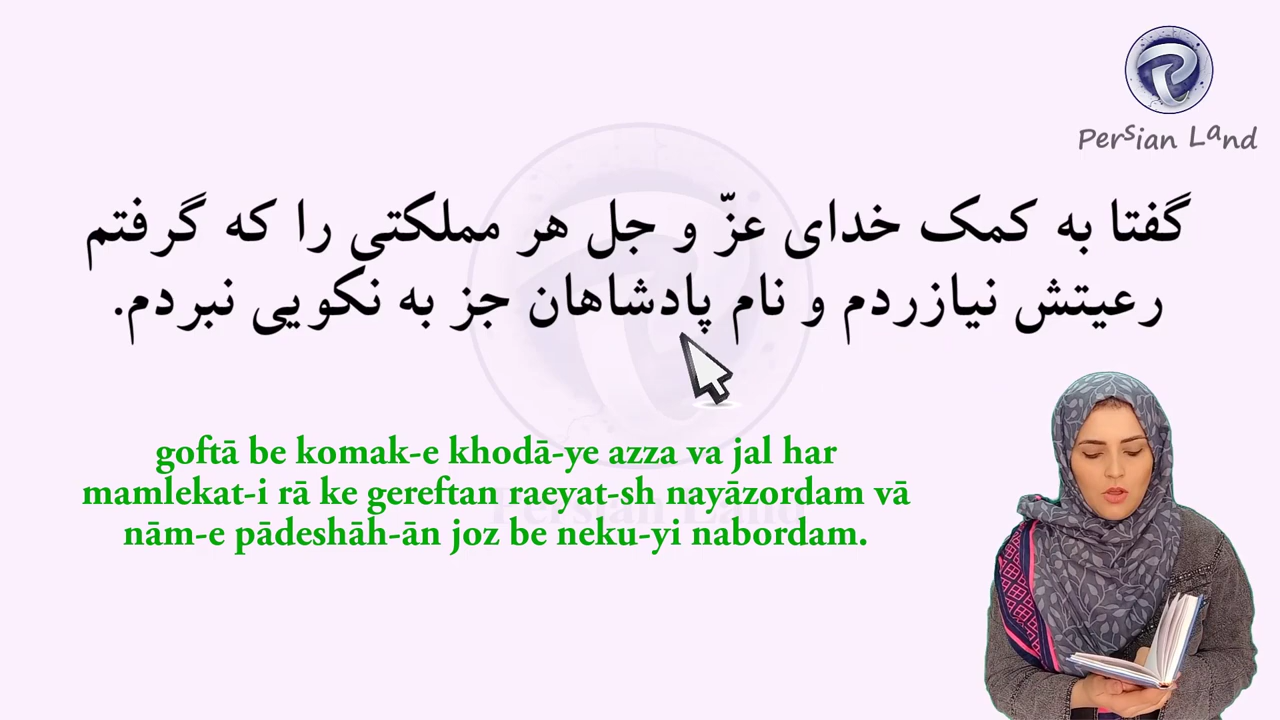 Persian Land
گفتا به کمک خدای عزّ و جل هر مملکتی را که گرفتم
رعیتش نیازردم و نام پادشاهان جز به نکویی نبردم.
goftā be komak-e khodā-ye azza va jal har
mamlekat-i rā ke gereftan raeyat-sh nayāzordam vā
nām-e pādeshāh-ān joz be neku-yi nabordam.
Persian Land